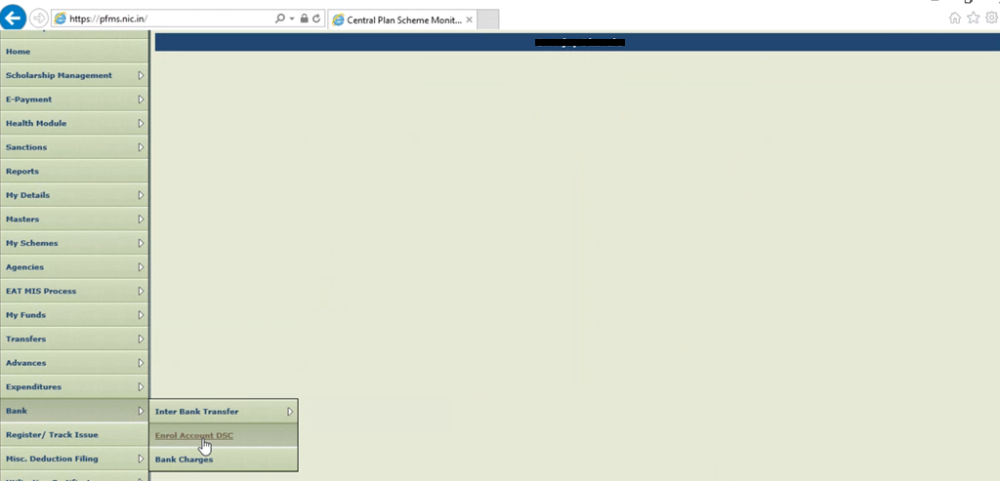 https://pfms.nic.in/
Central Plan Scheme Monit...
Home
Scholarship Management
E-Payment
Health Module
Sanctions
Reports
My Details
Masters
My Schemes
Agencies
EAT MIS Process
My Funds
Transfers
Advances
Expenditures
Bank
Inter Bank Transfer
Register/ Track Issue
Enrol Account DSC
Misc. Deduction Filing
Bank Charges